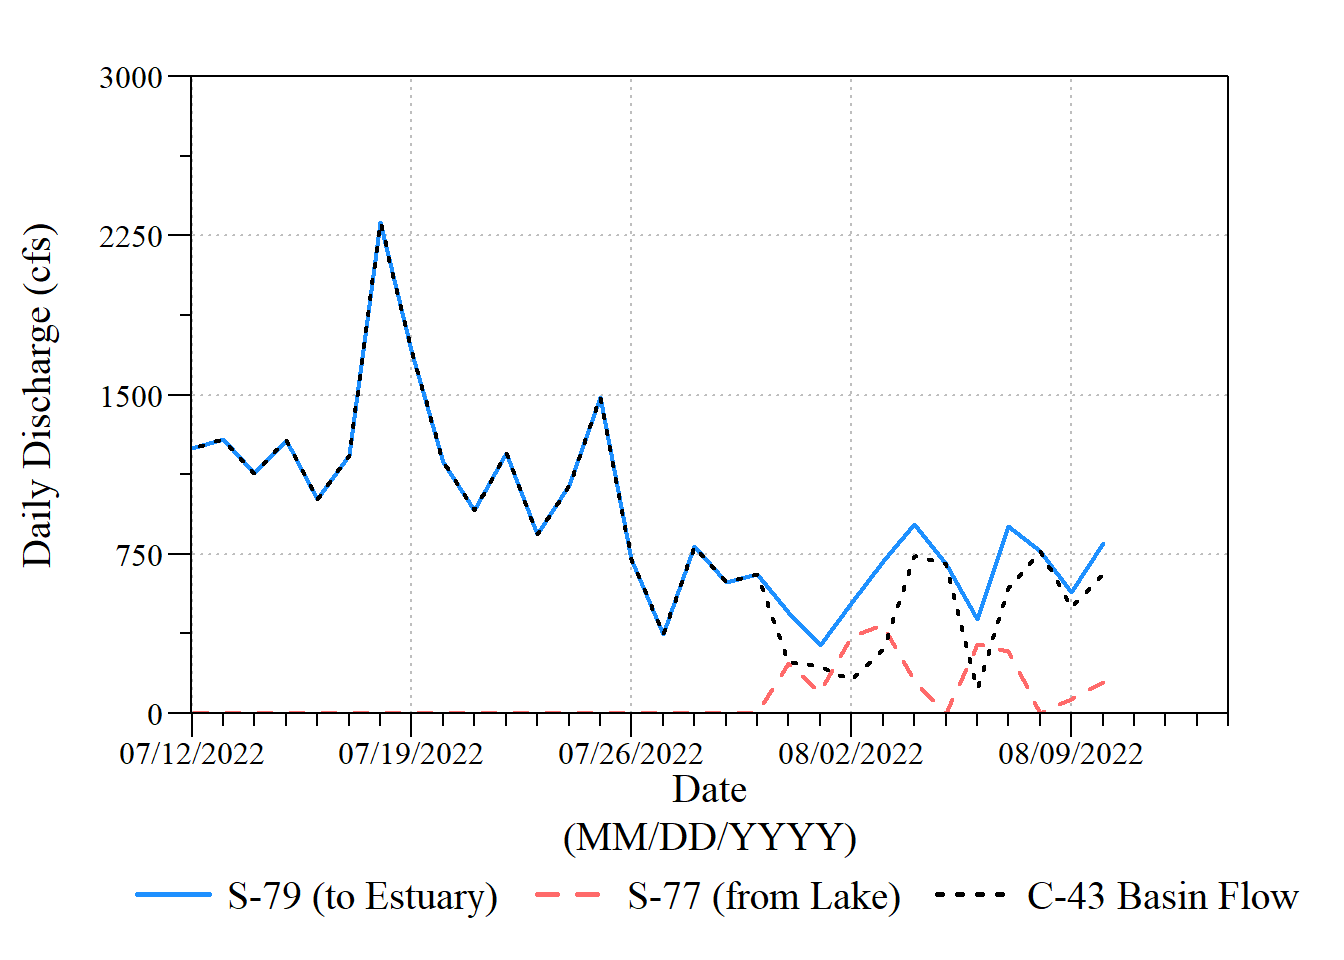 3000
2250
1500
750
0
Daily Discharge (cfs)
07/12/2022 07/19/2022 07/26/2022 08/02/2022 08/09/2022
Date
(MM/DD/YYYY)
S-79 (to Estuary) S-77 (from Lake) C-43 Basin Flow